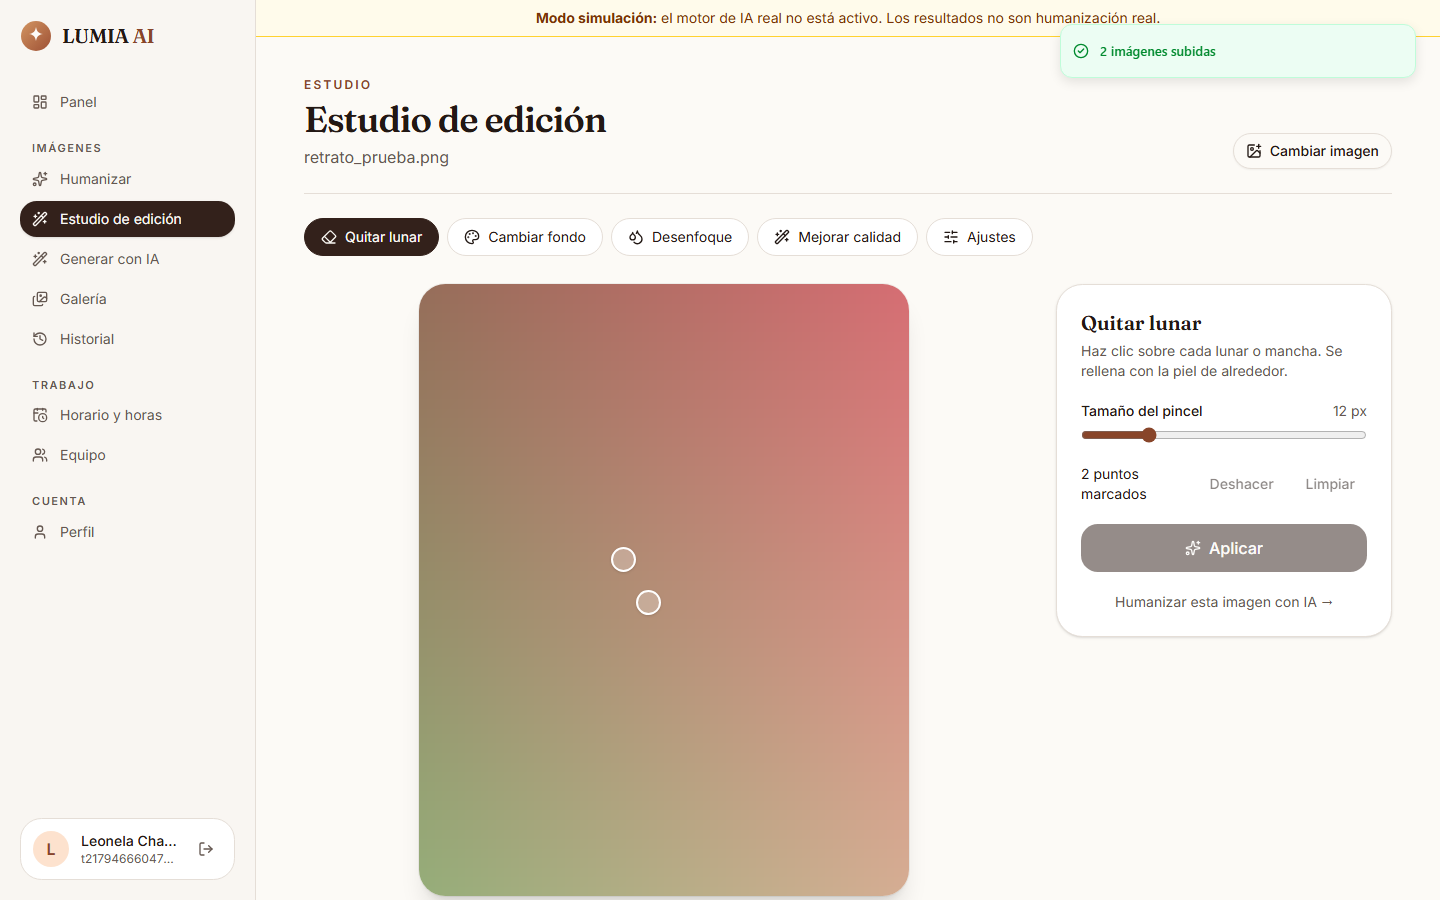 LUMIA AI
Panel
IMÁGENES
Humanizar
Estudio de edición
Generar con IA
Galería
Historial
TRABAJO
Horario y horas
Equipo
CUENTA
Perfil
L
Leonela Cha...
t21794666047...
Modo simulación: el motor de IA real no está activo. Los resultados no son humanización real.
2 imágenes subidas
ESTUDIO
Estudio de edición
retrato_prueba.png
Cambiar imagen
Quitar lunar
Cambiar fondo
Desenfoque
Mejorar calidad
Ajustes
Quitar lunar
Haz clic sobre cada lunar o mancha. Se
rellena con la piel de alrededor.
Tamaño del pincel
12 px
2 puntos
marcados
Deshacer
Limpiar
Aplicar
Humanizar esta imagen con IA →